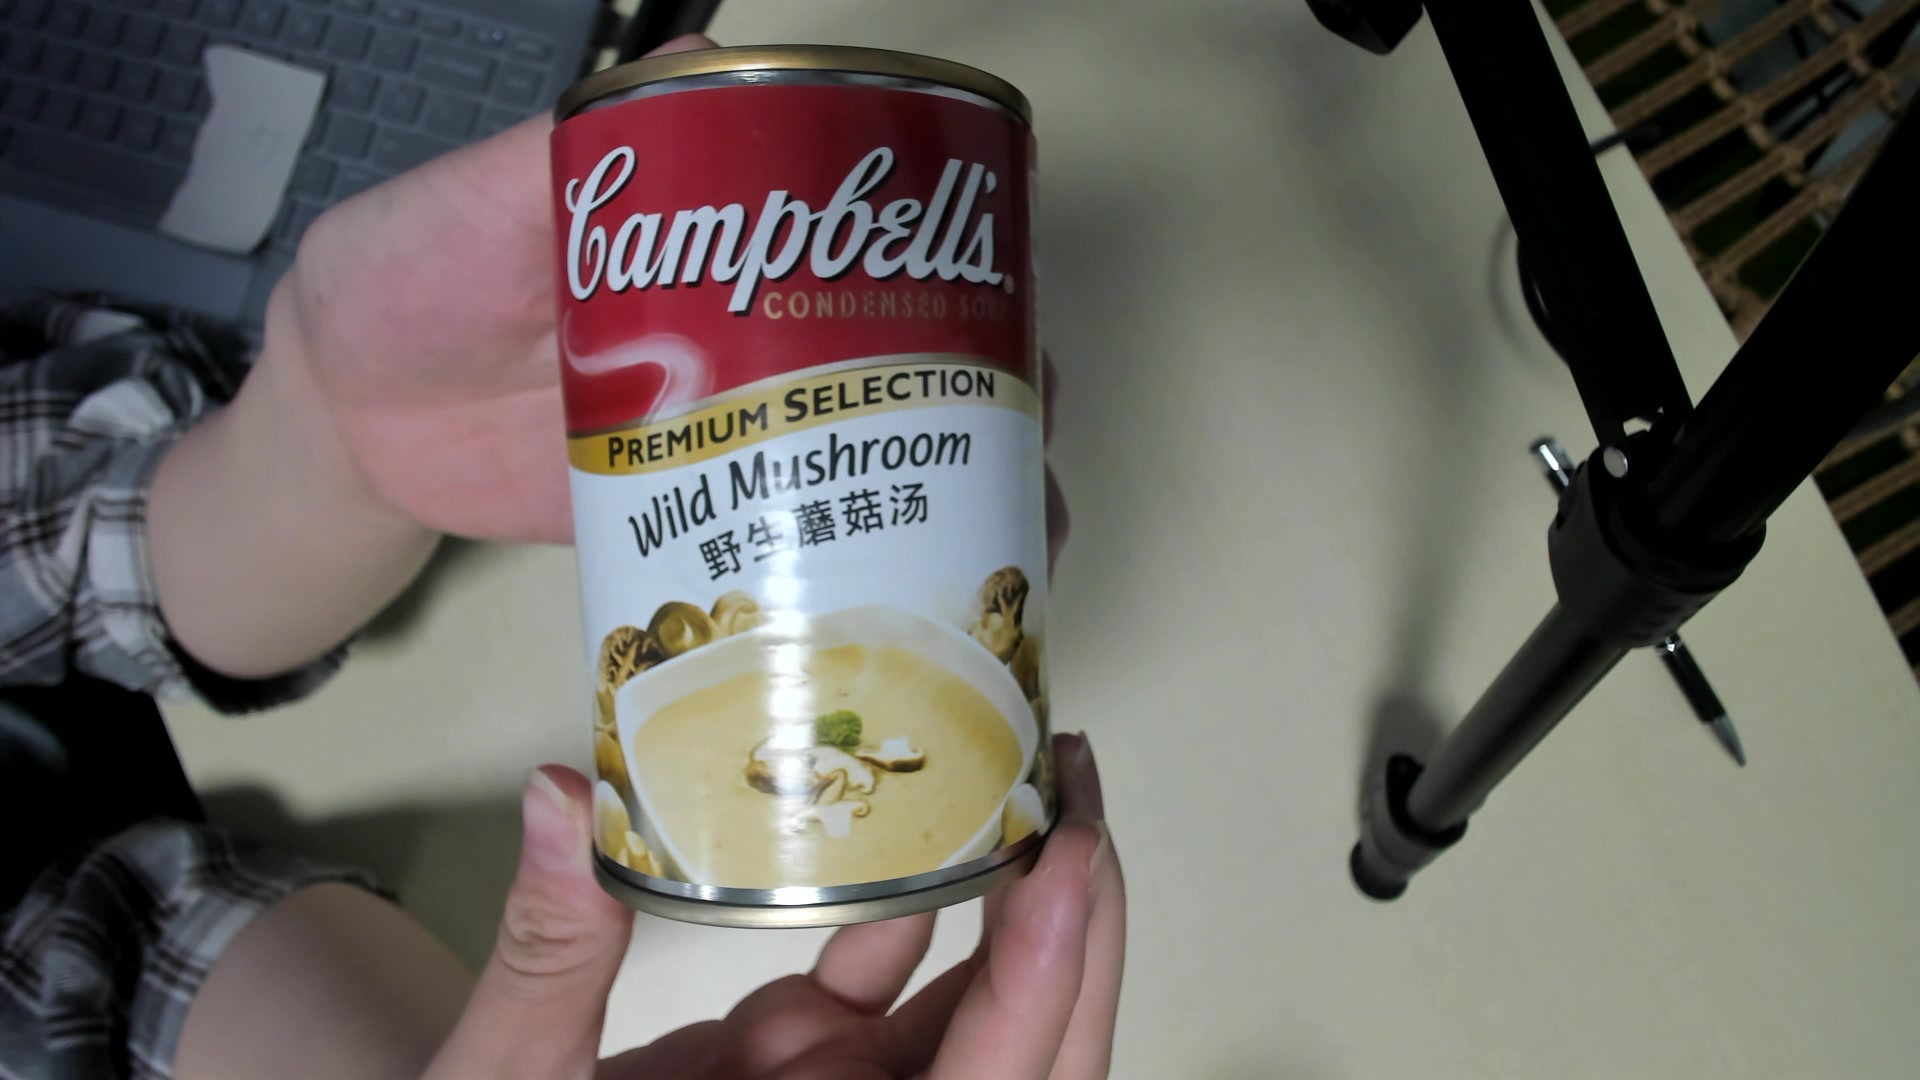 Campbell's
CONDENSED SOUP
PREMIUM SELECTION
Wild Mushroom
野生蘑菇汤